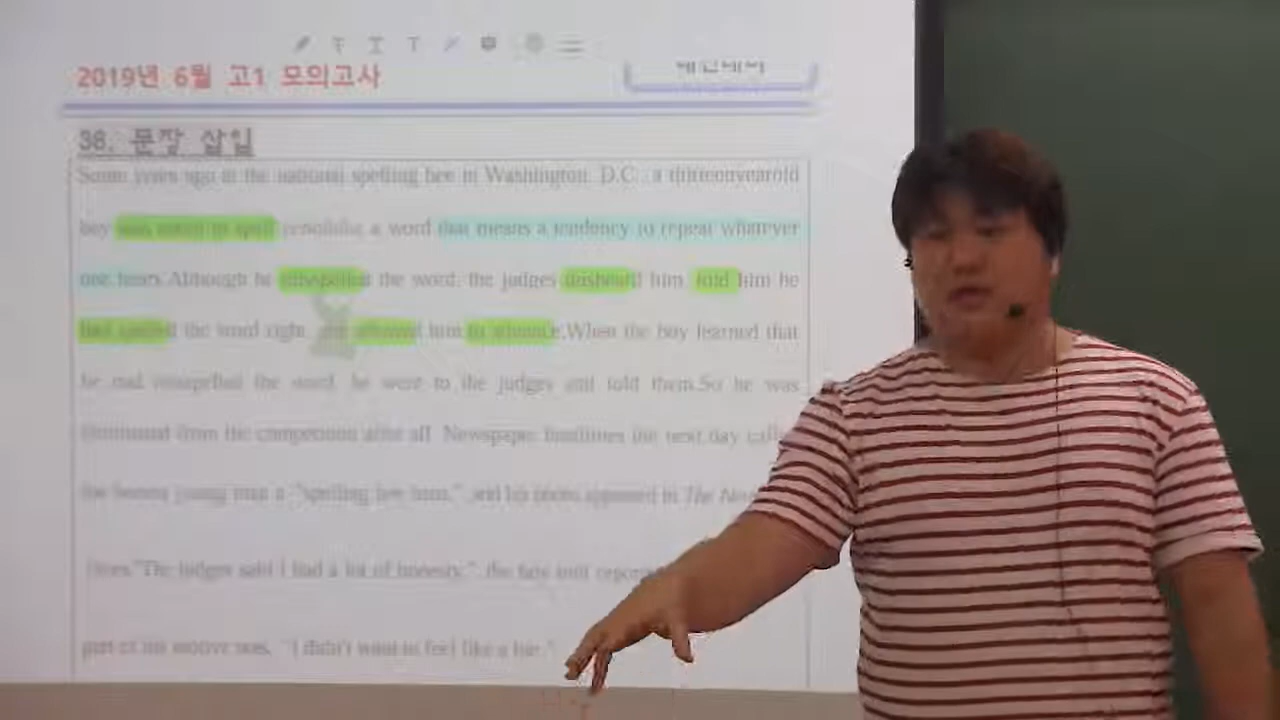 2019년 6월 고1 모의고사
38. 문장 삽입
Some years ago at the national spelling bee in Washington, D.C., a thirteenyearold
boy was asked to spell a word that means a tendency to repeat whatever
one hears.Although he misspelled the word, the judges him, told him he
had spelled the word right, and allowed him to advance.When the boy learned that
he had misspelled the word, he went to the judges and told them.So he was
eliminated from the competition after all. Newspaper headlines the next day
the honest young man a "spelling bee hero," and his photo appeared in The New
"The judges said I had a lot of honesty," the boy told
part of his motive was, "I didn't want to feel like a liar."